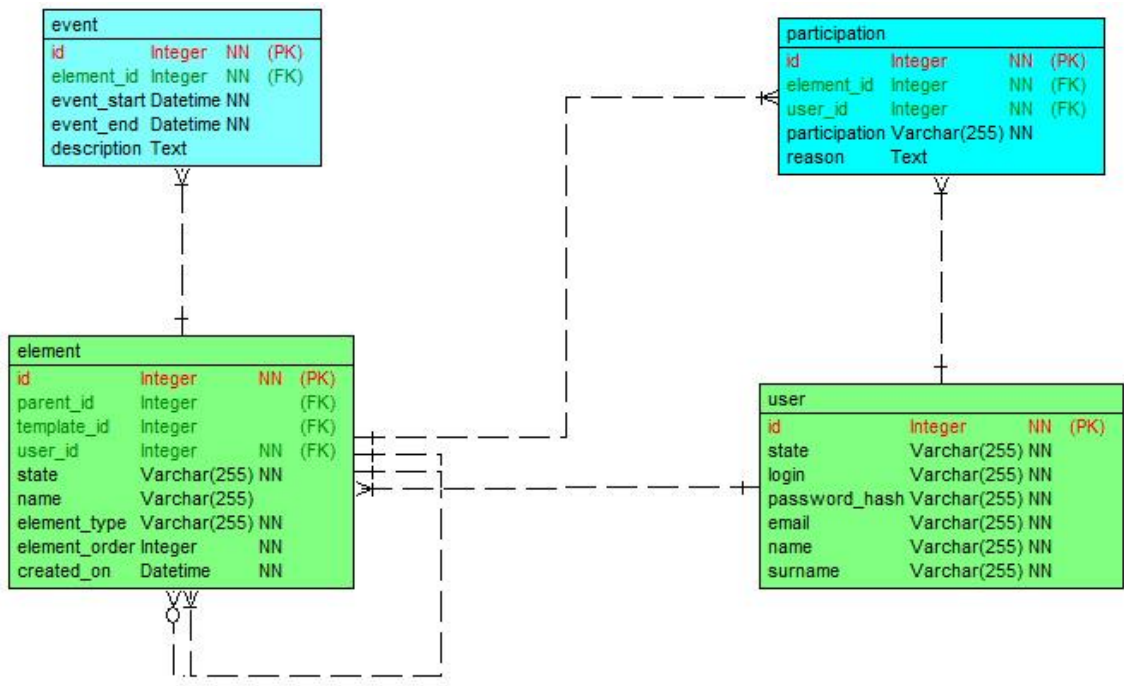 event
id Integer NN (PK)
element_id Integer NN (FK)
event_start Datetime NN
event_end Datetime NN
description Text
participation
id Integer NN (PK)
element_id Integer NN (FK)
user_id Integer NN (FK)
participation Varchar(255) NN
reason Text
element
id Integer NN (PK)
parent_id Integer (FK)
template_id Integer (FK)
user_id Integer NN (FK)
state Varchar(255) NN
name Varchar(255)
element_type Varchar(255) NN
element_order Integer NN
created_on Datetime NN
user
id Integer NN (PK)
state Varchar(255) NN
login Varchar(255) NN
password_hash Varchar(255) NN
email Varchar(255) NN
name Varchar(255) NN
surname Varchar(255) NN